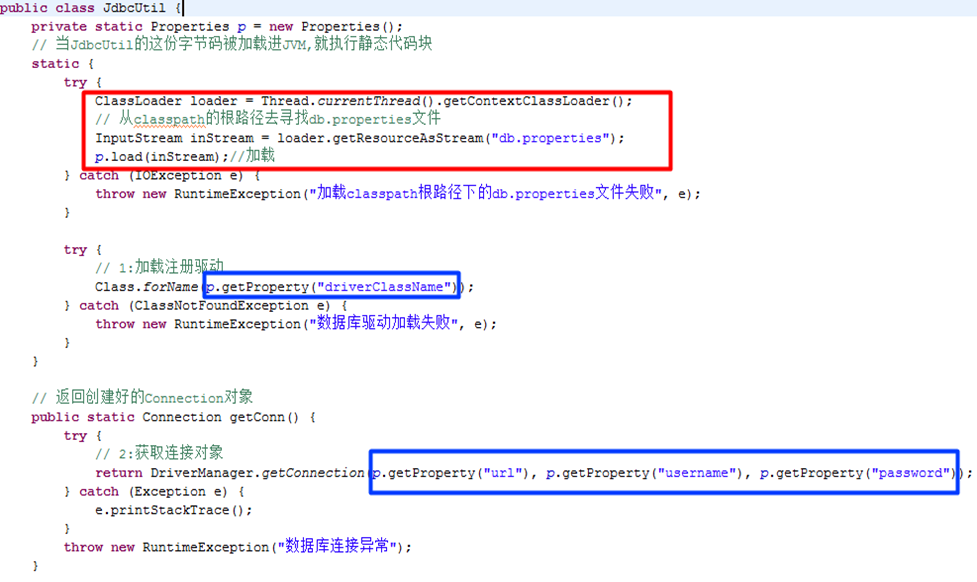 public class JdbcUtil {
private static Properties p = new Properties();
// 当JdbcUtil的这份字节码被加载进JVM,就执行静态代码块
static {
try {
ClassLoader loader = Thread.currentThread().getContextClassLoader();
// 从classpath的根路径去寻找db.properties文件
InputStream inStream = loader.getResourceAsStream("db.properties");
p.load(inStream);//加载
} catch (IOException e) {
throw new RuntimeException("加载classpath根路径下的db.properties文件失败", e);
}
try {
// 1:加载注册驱动
Class.forName(p.getProperty("driverClassName"));
} catch (ClassNotFoundException e) {
throw new RuntimeException("数据库驱动加载失败", e);
}
}
// 返回创建好的Connection对象
public static Connection getConn() {
try {
// 2:获取连接对象
return DriverManager.getConnection(p.getProperty("url"), p.getProperty("username"), p.getProperty("password"));
} catch (Exception e) {
e.printStackTrace();
}
throw new RuntimeException("数据库连接异常");
}